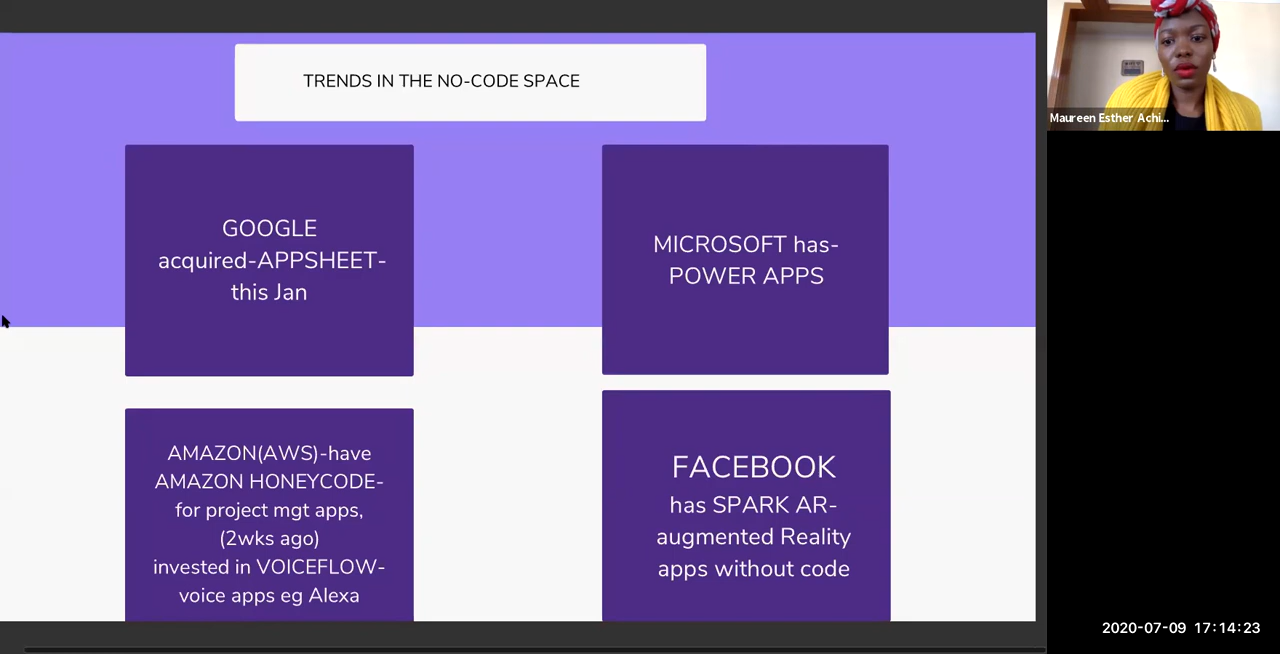 TRENDS IN THE NO-CODE SPACE
GOOGLE
acquired-APPSHEET-
this Jan
MICROSOFT has-
POWER APPS
AMAZON(AWS)-have
AMAZON HONEYCODE-
for project mgt apps,
(2wks ago)
invested in VOICEFLOW-
voice apps eg Alexa
FACEBOOK
has SPARK AR-
augmented Reality
apps without code
Maureen Esther Achi...
2020-07-09 17:14:23